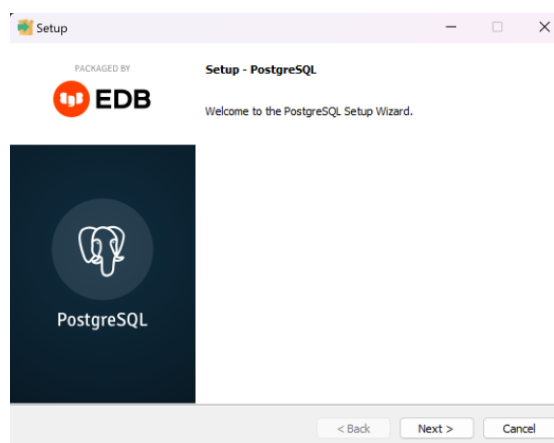 Setup
PACKAGED BY
EDB
Setup - PostgreSQL
Welcome to the PostgreSQL Setup Wizard.
PostgreSQL
< Back
Next >
Cancel